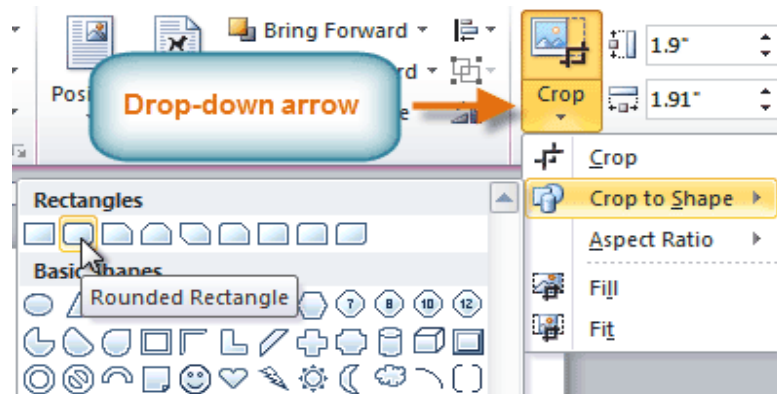 Bring Forward
1.9"
Posi
rd
Drop-down arrow
e
Crop
1.91"
Crop
Rectangles
Crop to Shape
Basic Shapes
Aspect Ratio
Rounded Rectangle
7 8 10 12
Fill
Fit